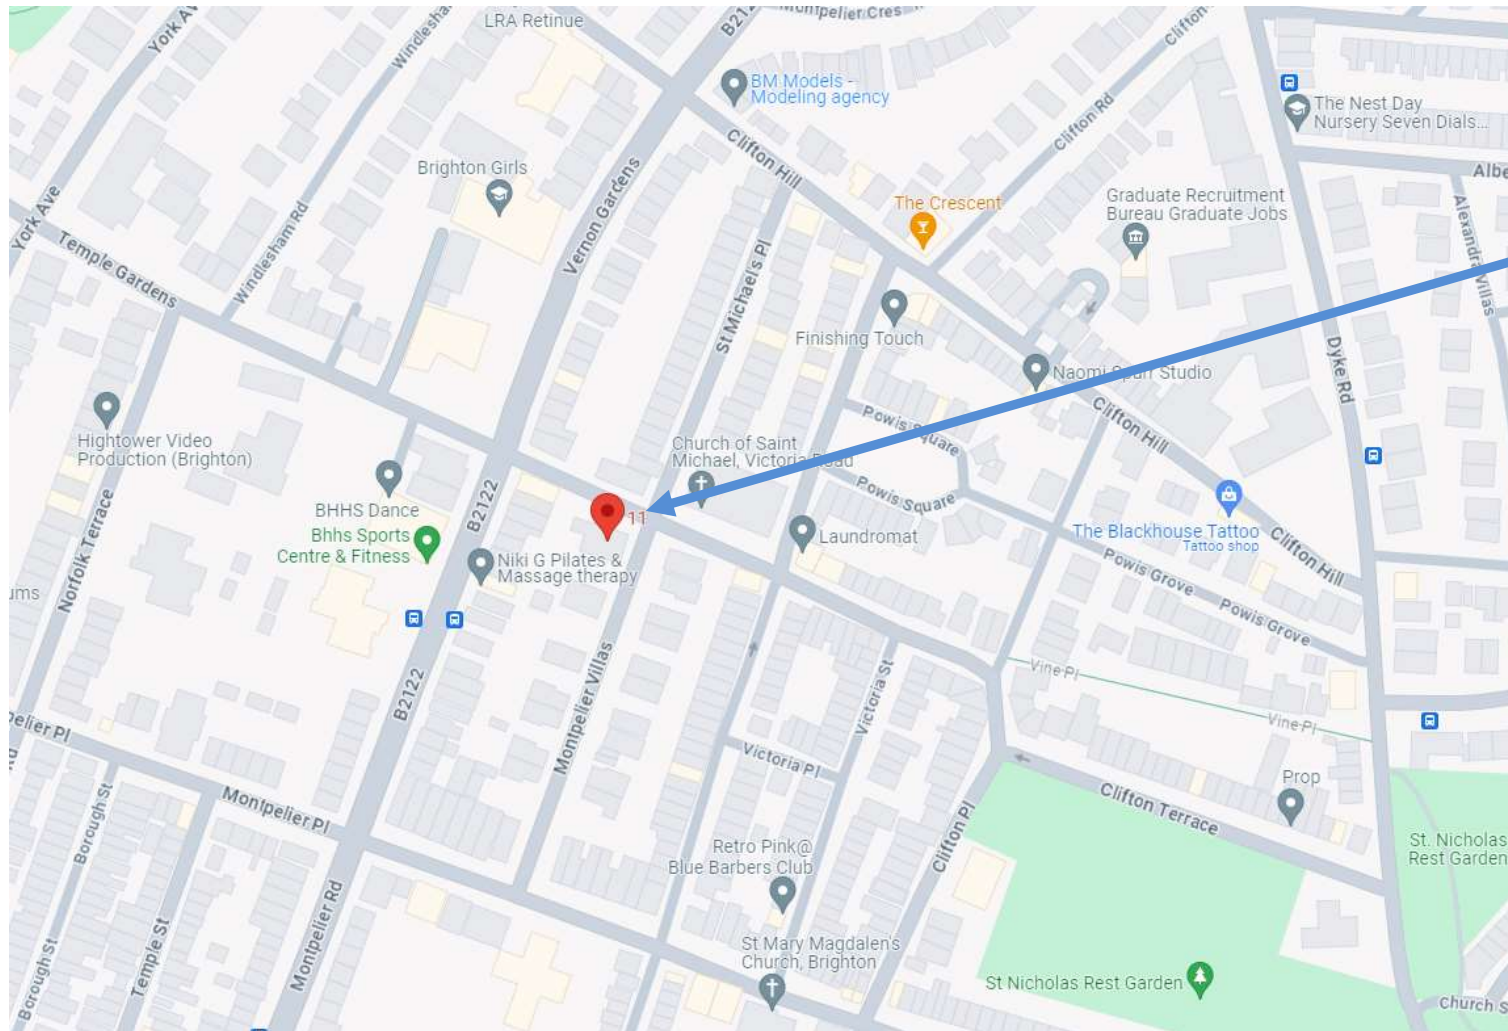 York Av
Windlesha
LRA Retinue
B212
Montpelier Cres
Clifton
BM Models -
Modeling agency
The Nest Day
Nursery Seven Dials...
Clifton Rd
Clifton Hill
Albe
Brighton Girls
Vernon Gardens
The Crescent
Graduate Recruitment
Bureau Graduate Jobs
Alexandra Villas
York Ave
Windlesham Rd
Temple Gardens
St Michael's Pl
Finishing Touch
Naomi Sparr Studio
Dyke Rd
Clifton Hill
Powis Square
Hightower Video
Production (Brighton)
Church of Saint
Michael, Victoria Road
Powis Square
BHHS Dance
B2122
11
Bhhs Sports
Centre & Fitness
Niki G Pilates &
Massage therapy
Laundromat
The Blackhouse Tattoo
Tattoo shop
Clifton Hill
Norfolk Terrace
ums
Powis Grove
Powis Grove
Vine Pl
Vine Pl
B2122
Montpelier Villas
Victoria St
pelier Pl
Victoria Pl
Montpelier Pl
Borough St
Clifton Pl
Clifton Terrace
Prop
St. Nicholas
Rest Garden
Retro Pink@
Blue Barbers Club
Montpelier Rd
Temple St
Borough St
St Mary Magdalen's
Church, Brighton
St Nicholas Rest Garden
Church S